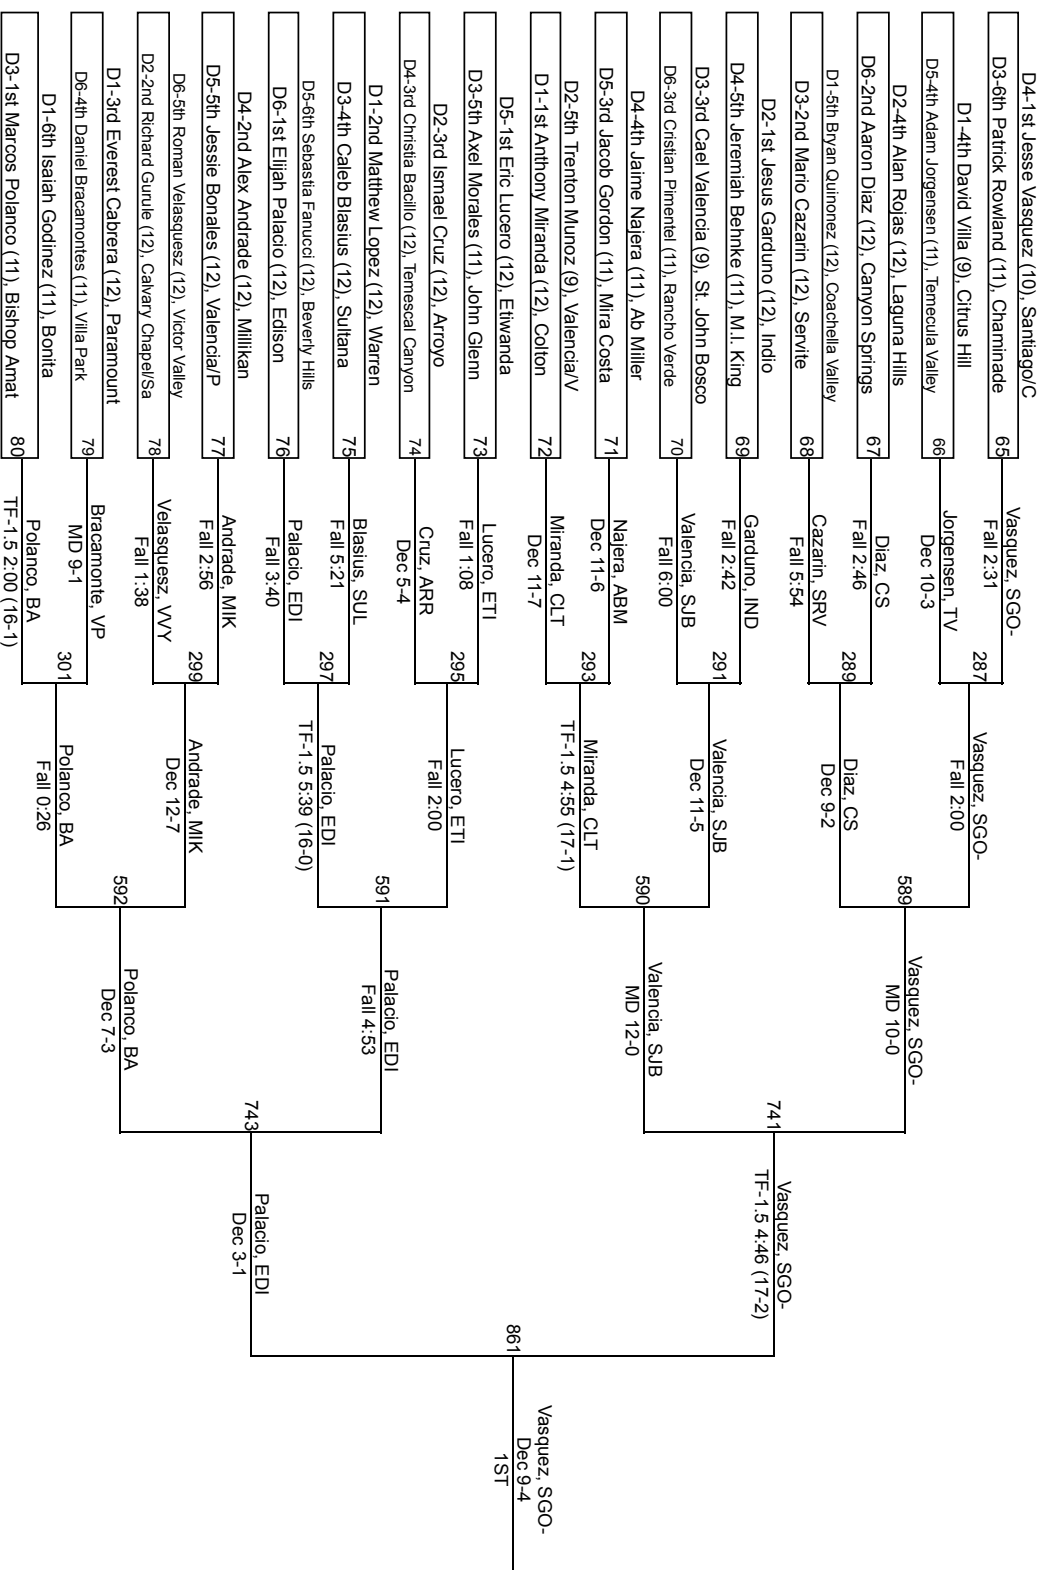 D4-1st Jesse Vasquez (10), Santiago/C
D3-6th Patrick Rowland (11), Chaminade
D1-4th David Villa (9), Citrus Hill
D5-4th Adam Jorgensen (11), Temecula Valley
D2-4th Alan Rojas (12), Laguna Hills
D6-2nd Aaron Diaz (12), Canyon Springs
D1-5th Bryan Quinonez (12), Coachella Valley
D3-2nd Mario Cazarin (12), Servite
D2-1st Jesus Garduno (12), Indio
D4-5th Jeremiah Behnke (11), M.l. King
D3-3rd Cael Valencia (9), St. John Bosco
D6-3rd Cristian Pimentel (11), Rancho Verde
D4-4th Jaime Najera (11), Ab Miller
D5-3rd Jacob Gordon (11), Mira Costa
D2-5th Trenton Munoz (9), Valencia/V
D1-1st Anthony Miranda (12), Colton
D5-1st Eric Lucero (12), Etiwanda
D3-5th Axel Morales (11), John Glenn
D2-3rd Ismael Cruz (12), Arroyo
D4-3rd Christia Bacilio (12), Temescal Canyon
D1-2nd Matthew Lopez (12), Warren
D3-4th Caleb Blasius (12), Sultana
D5-6th Sebastia Fanucci (12), Beverly Hills
D6-1st Elijah Palacio (12), Edison
D4-2nd Alex Andrade (12), Millikan
D5-5th Jessie Bonales (12), Valencia/P
D6-5th Roman Velasquesz (12), Victor Valley
D2-2nd Richard Gurule (12), Calvary Chapel/Sa
D1-3rd Everest Cabrera (12), Paramount
D6-4th Daniel Bracamontes (11), Villa Park
D1-6th Isaiah Godinez (11), Bonita
D3-1st Marcos Polanco (11), Bishop Amat
65
66
67
68
69
70
71
72
73
74
75
76
77
78
79
80
Vasquez, SGO-
Fall 2:31
Jorgensen, TV
Dec 10-3
Diaz, CS
Fall 2:46
Cazarin, SRV
Fall 5:54
Garduno, IND
Fall 2:42
Valencia, SJB
Fall 6:00
Najera, ABM
Dec 11-6
Miranda, CLT
Dec 11-7
Lucero, ETI
Fall 1:08
Cruz, ARR
Dec 5-4
Blasius, SUL
Fall 5:21
Palacio, EDI
Fall 3:40
Andrade, MIK
Fall 2:56
Velasquesz, VVY
Fall 1:38
Bracamonte, VP
MD 9-1
Polanco, BA
TF-1.5 2:00 (16-1)
287
289
291
293
295
297
299
301
Vasquez, SGO-
Fall 2:00
Diaz, CS
Dec 9-2
Valencia, SJB
Dec 11-5
Miranda, CLT
TF-1.5 4:55 (17-1)
Lucero, ETI
Fall 2:00
Palacio, EDI
TF-1.5 5:39 (16-0)
Andrade, MIK
Dec 12-7
Polanco, BA
Fall 0:26
589
590
591
592
Vasquez, SGO-
MD 10-0
Valencia, SJB
MD 12-0
Palacio, EDI
Fall 4:53
Polanco, BA
Dec 7-3
741
743
Vasquez, SGO-
TF-1.5 4:46 (17-2)
Palacio, EDI
Dec 3-1
861
Vasquez, SGO-
Dec 9-4
1ST